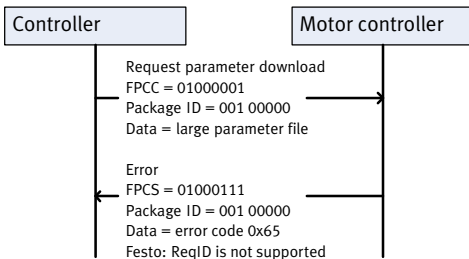 Controller
Motor controller
Request parameter download
FPCC = 01000001
Package ID = 001 00000
Data = large parameter file
Error
FPCS = 01000111
Package ID = 001 00000
Data = error code 0x65
Festo: ReqID is not supported